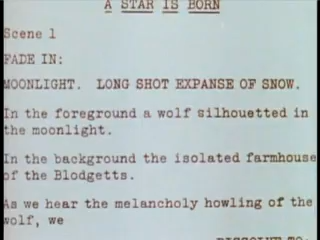 A STAR IS BORN
Scene 1
FADE IN:
MOONLIGHT. LONG SHOT EXPANSE OF SNOW.
In the foreground a wolf silhouetted in
the moonlight.
In the background the isolated farmhouse
of the Blodgetts.
As we hear the melancholy howling of the
wolf, we
DISSOLVE TO: